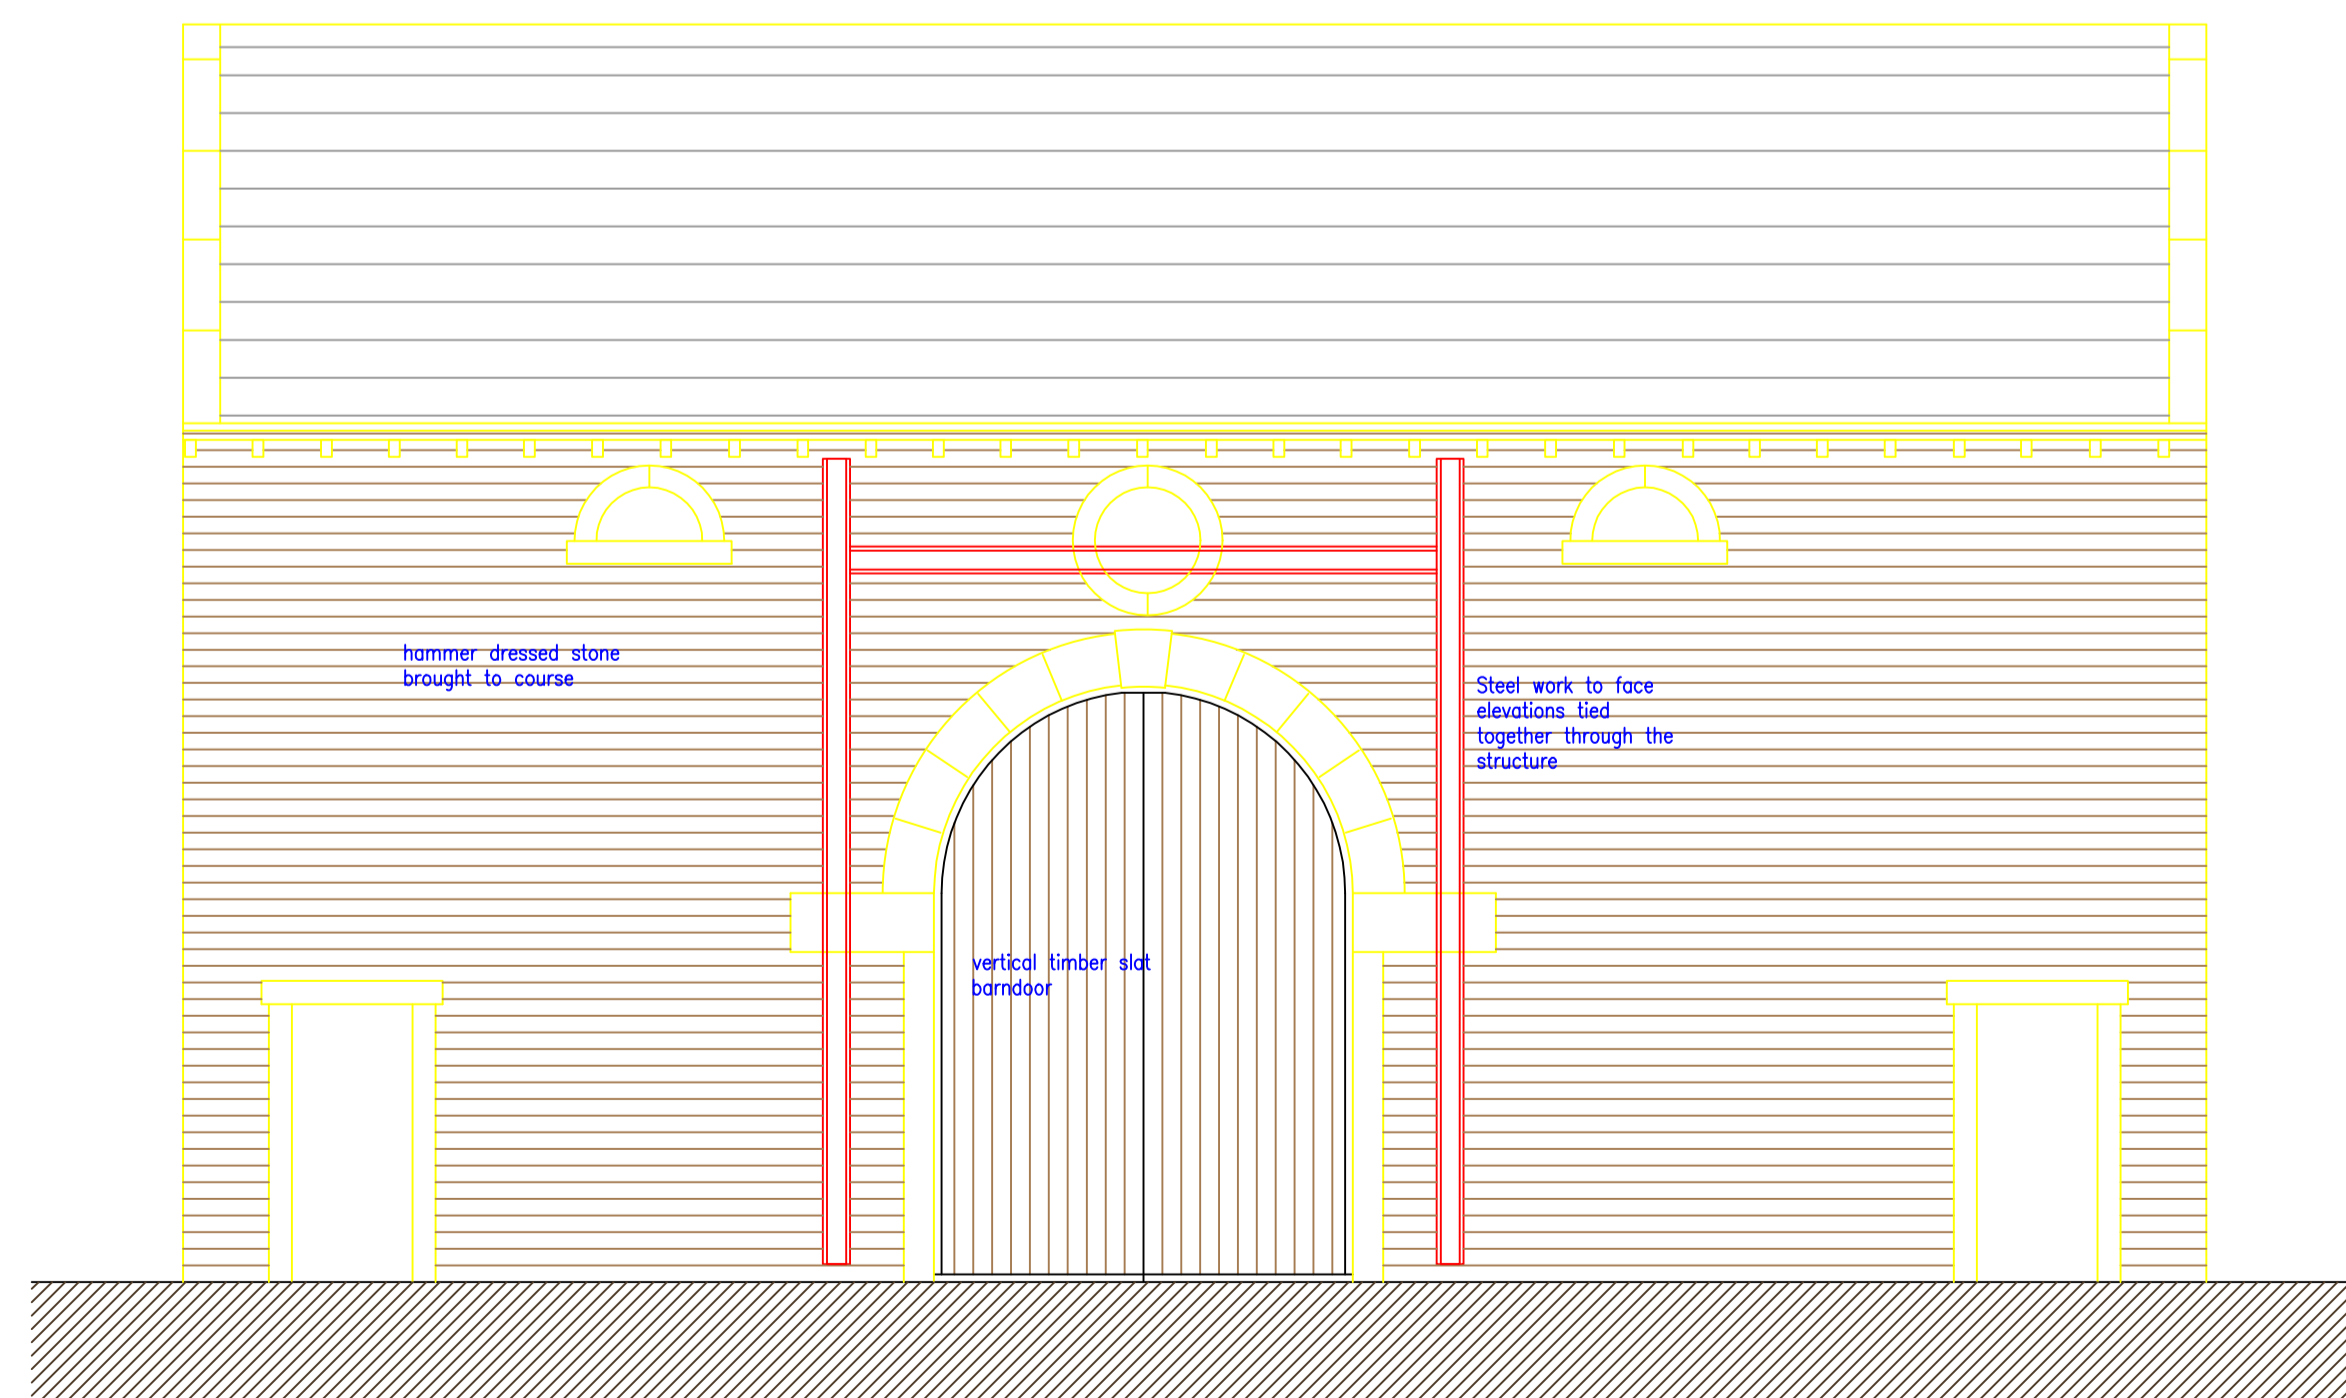 hammer dressed stone
brought to course
Steel work to face
elevations tied
together through the
structure
vertical timber slat
barndoor